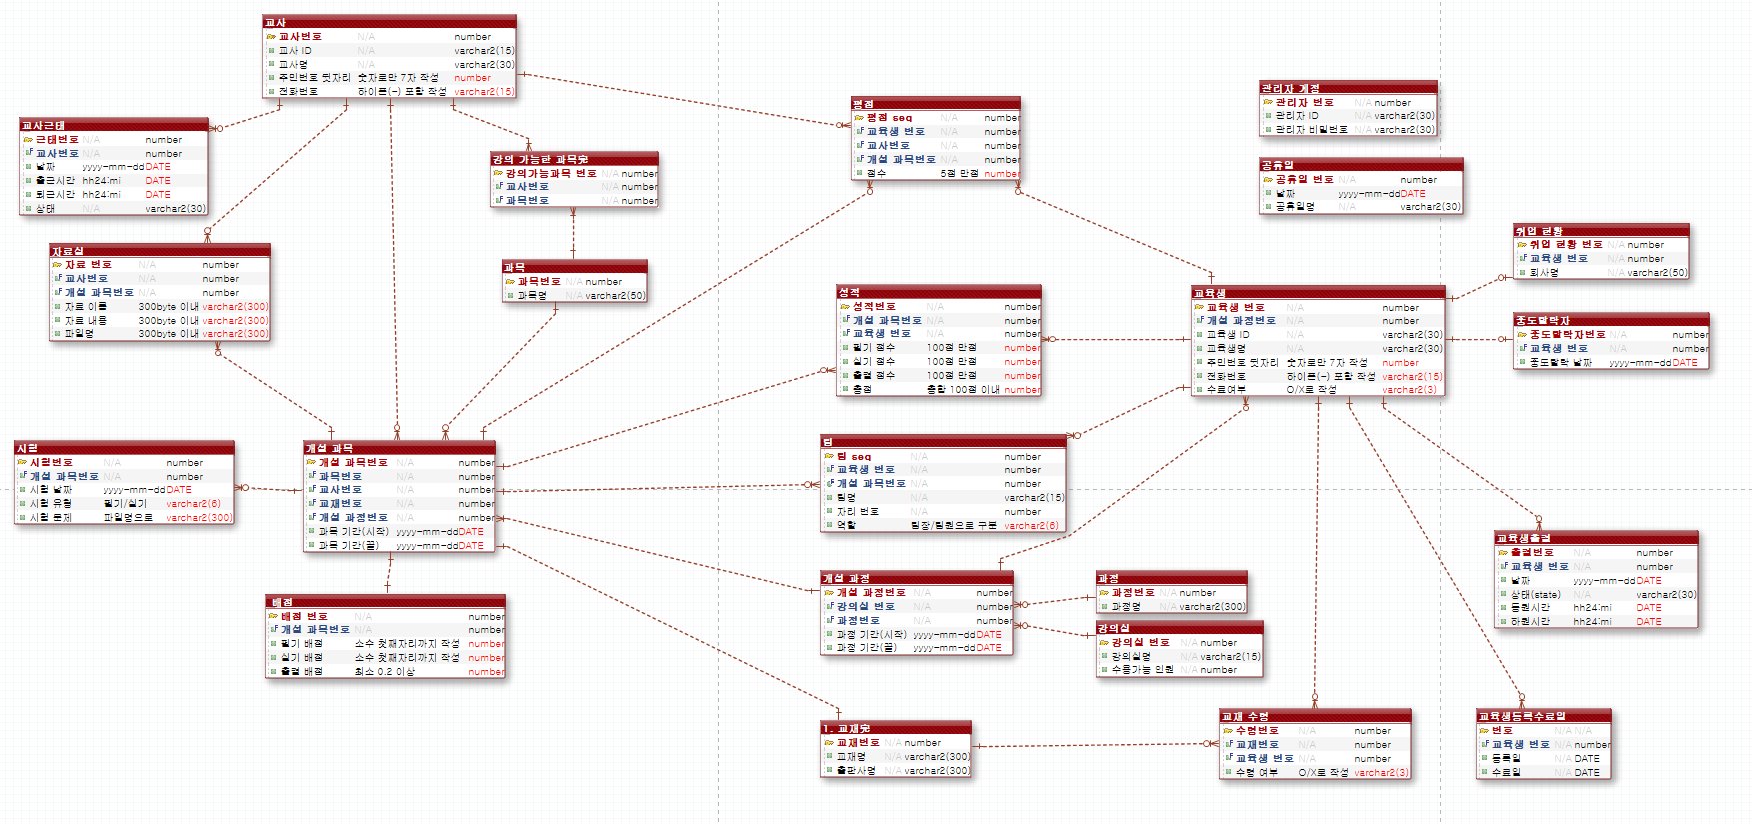 교사
교사번호 N/A number
교사 ID N/A varchar2(15)
교사명 N/A varchar2(30)
주민번호 뒷자리 숫자로만 7자 작성 number
전화번호 하이픈(-) 포함 작성 varchar2(15)
교사근태
근태번호 N/A number
교사번호 N/A number
날짜 yyyy-mm-dd DATE
출근시간 hh24:mi DATE
퇴근시간 hh24:mi DATE
상태 N/A varchar2(30)
강의 가능한 과목完
강의가능과목 번호 N/A number
교사번호 N/A number
과목번호 N/A number
평점
평점 seq N/A number
교육생 번호 N/A number
교사번호 N/A number
개설 과목번호 N/A number
점수 5점 만점 number
관리자 계정
관리자 번호 N/A number
관리자 ID N/A varchar2(30)
관리자 비밀번호 N/A varchar2(30)
공휴일
공휴일 번호 N/A number
날짜 yyyy-mm-dd DATE
공휴일명 N/A varchar2(30)
자료실
자료 번호 N/A number
교사번호 N/A number
개설 과목번호 N/A number
자료 이름 300byte 이내 varchar2(300)
자료 내용 300byte 이내 varchar2(300)
파일명 300byte 이내 varchar2(300)
과목
과목번호 N/A number
과목명 N/A varchar2(50)
성적
성적번호 N/A number
개설 과목번호 N/A number
교육생 번호 N/A number
필기 점수 100점 만점 number
실기 점수 100점 만점 number
출결 점수 100점 만점 number
총점 총합 100점 이내 number
교육생
교육생 번호 N/A number
개설 과정번호 N/A number
교육생 ID N/A varchar2(30)
교육생명 N/A varchar2(30)
주민번호 뒷자리 숫자로만 7자 작성 number
전화번호 하이픈(-) 포함 작성 varchar2(15)
수료여부 O/X로 작성 varchar2(3)
취업 현황
취업 현황 번호 N/A number
교육생 번호 N/A number
회사명 N/A varchar2(50)
중도탈락자
중도탈락자번호 N/A number
교육생 번호 N/A number
중도탈락 날짜 yyyy-mm-dd DATE
시험
시험번호 N/A number
개설 과목번호 N/A number
시험 날짜 yyyy-mm-dd DATE
시험 유형 필기/실기 varchar2(6)
시험 문제 파일명으로 varchar2(300)
개설 과목
개설 과목번호 N/A number
과목번호 N/A number
교사번호 N/A number
교재번호 N/A number
개설 과정번호 N/A number
과목 기간(시작) yyyy-mm-dd DATE
과목 기간(끝) yyyy-mm-dd DATE
팀
팀 seq N/A number
교육생 번호 N/A number
개설 과목번호 N/A number
팀명 N/A varchar2(15)
자리 번호 N/A number
역할 팀장/팀원으로 구분 varchar2(6)
배점
배점 번호 N/A number
개설 과목번호 N/A number
필기 배점 소수 첫째자리까지 작성 number
실기 배점 소수 첫째자리까지 작성 number
출결 배점 최소 0.2 이상 number
개설 과정
개설 과정번호 N/A number
강의실 번호 N/A number
과정번호 N/A number
과정 기간(시작) yyyy-mm-dd DATE
과정 기간(끝) yyyy-mm-dd DATE
과정
과정번호 N/A number
과정명 N/A varchar2(300)
강의실
강의실 번호 N/A number
강의실명 N/A varchar2(15)
수용가능 인원 N/A number
교육생출결
출결번호 N/A number
교육생 번호 N/A number
날짜 yyyy-mm-dd DATE
상태(state) N/A varchar2(30)
등원시간 hh24:mi DATE
하원시간 hh24:mi DATE
1. 교재完
교재번호 N/A number
교재명 N/A varchar2(300)
출판사명 N/A varchar2(300)
교재 수령
수령번호 N/A number
교재번호 N/A number
교육생 번호 N/A number
수령 여부 O/X로 작성 varchar2(3)
교육생등록수료일
번호 N/A N/A
교육생 번호 N/A number
등록일 N/A DATE
수료일 N/A DATE